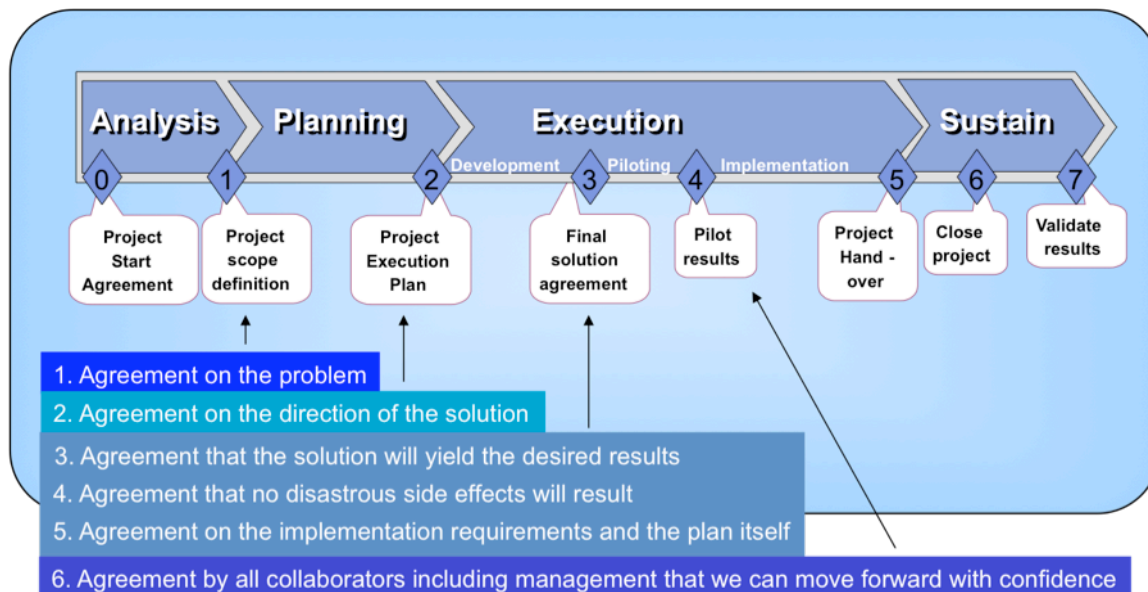 Analysis
Planning
Execution
Sustain
Development
Piloting
Implementation
0
1
2
3
4
5
6
7
Project
Start
Agreement
Project
scope
definition
Project
Execution
Plan
Final
solution
agreement
Pilot
results
Project
Hand -
over
Close
project
Validate
results
1. Agreement on the problem
2. Agreement on the direction of the solution
3. Agreement that the solution will yield the desired results
4. Agreement that no disastrous side effects will result
5. Agreement on the implementation requirements and the plan itself
6. Agreement by all collaborators including management that we can move forward with confidence